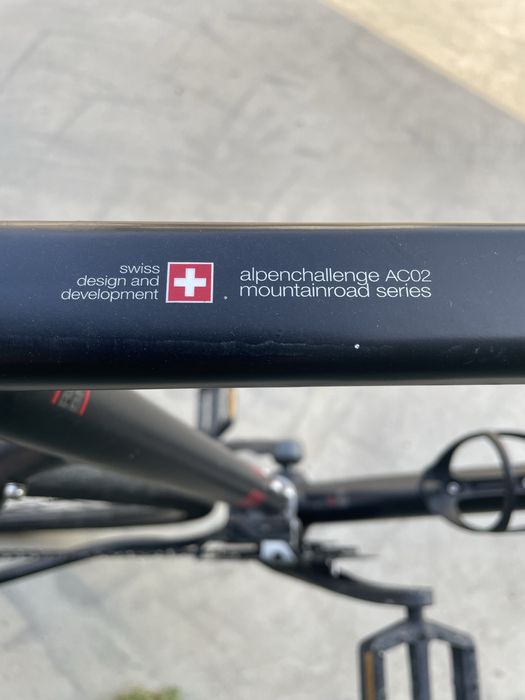 swiss
design and
development
alpenchallenge AC02
mountainroad series